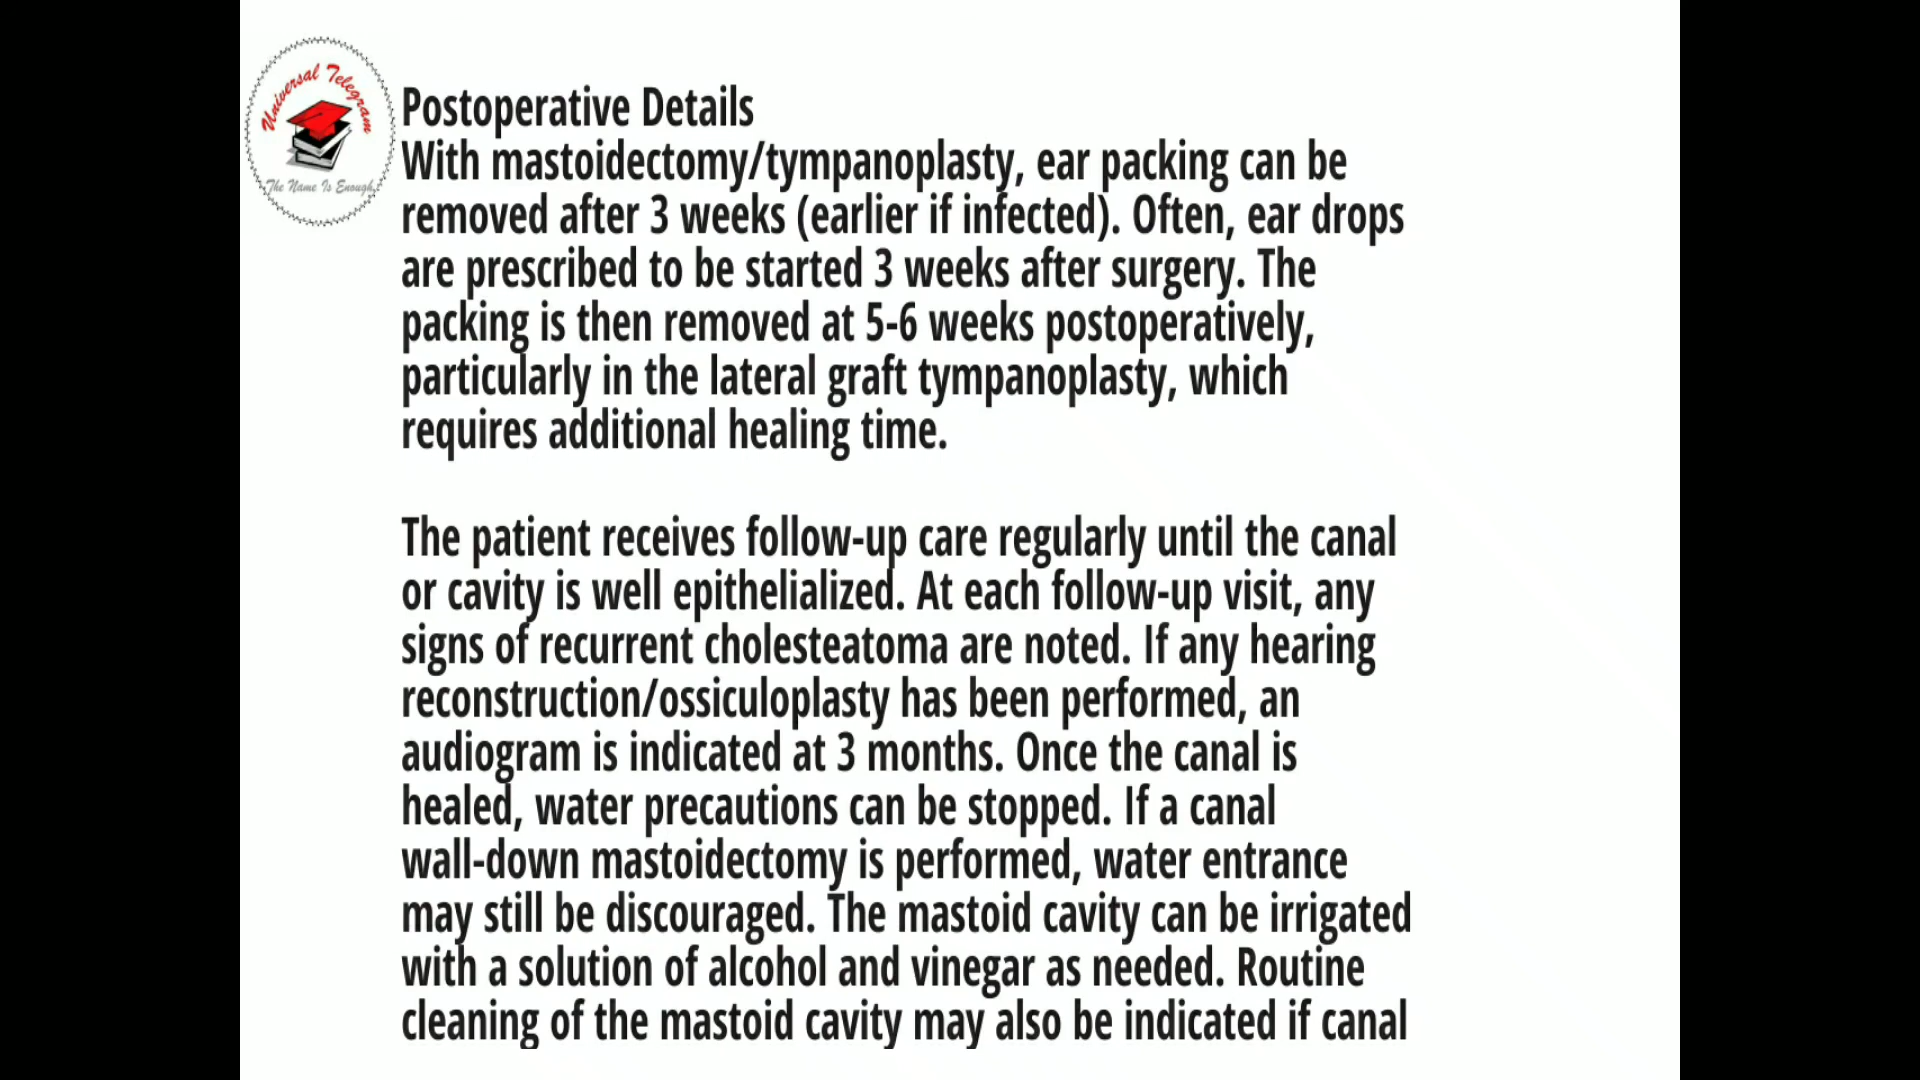 Universal Telegram
The Name Is Enough
Postoperative Details
With mastoidectomy/tympanoplasty, ear packing can be
removed after 3 weeks (earlier if infected). Often, ear drops
are prescribed to be started 3 weeks after surgery. The
packing is then removed at 5-6 weeks postoperatively,
particularly in the lateral graft tympanoplasty, which
requires additional healing time.
The patient receives follow-up care regularly until the canal
or cavity is well epithelialized. At each follow-up visit, any
signs of recurrent cholesteatoma are noted. If any hearing
reconstruction/ossiculoplasty has been performed, an
audiogram is indicated at 3 months. Once the canal is
healed, water precautions can be stopped. If a canal
wall-down mastoidectomy is performed, water entrance
may still be discouraged. The mastoid cavity can be irrigated
with a solution of alcohol and vinegar as needed. Routine
cleaning of the mastoid cavity may also be indicated if canal